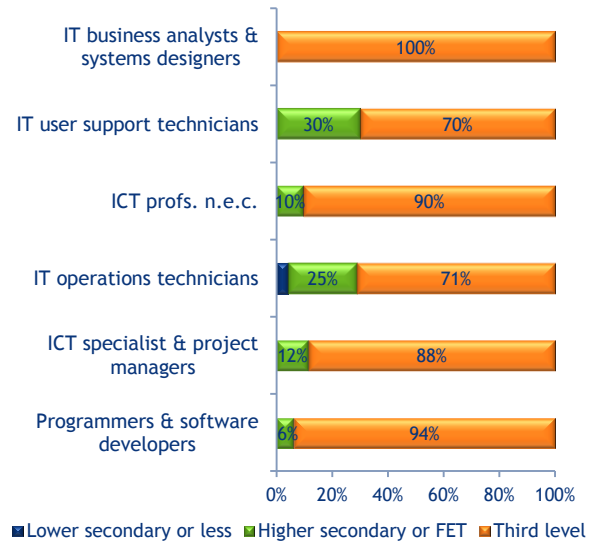 IT business analysts &
systems designers
100%
IT user support technicians
30% 70%
ICT profs. n.e.c.
10% 90%
IT operations technicians
25% 71%
ICT specialist & project
managers
12% 88%
Programmers & software
developers
6% 94%
0% 20% 40% 60% 80% 100%
Lower secondary or less Higher secondary or FET Third level